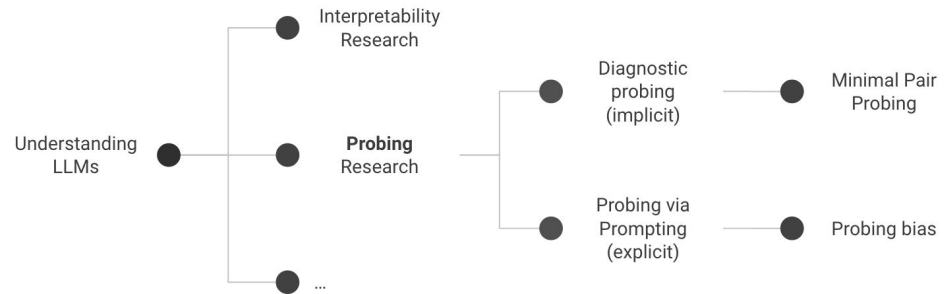 Understanding
LLMs
Interpretability
Research
Probing
Research
...
Diagnostic
probing
(implicit)
Probing via
Prompting
(explicit)
Minimal Pair
Probing
Probing bias